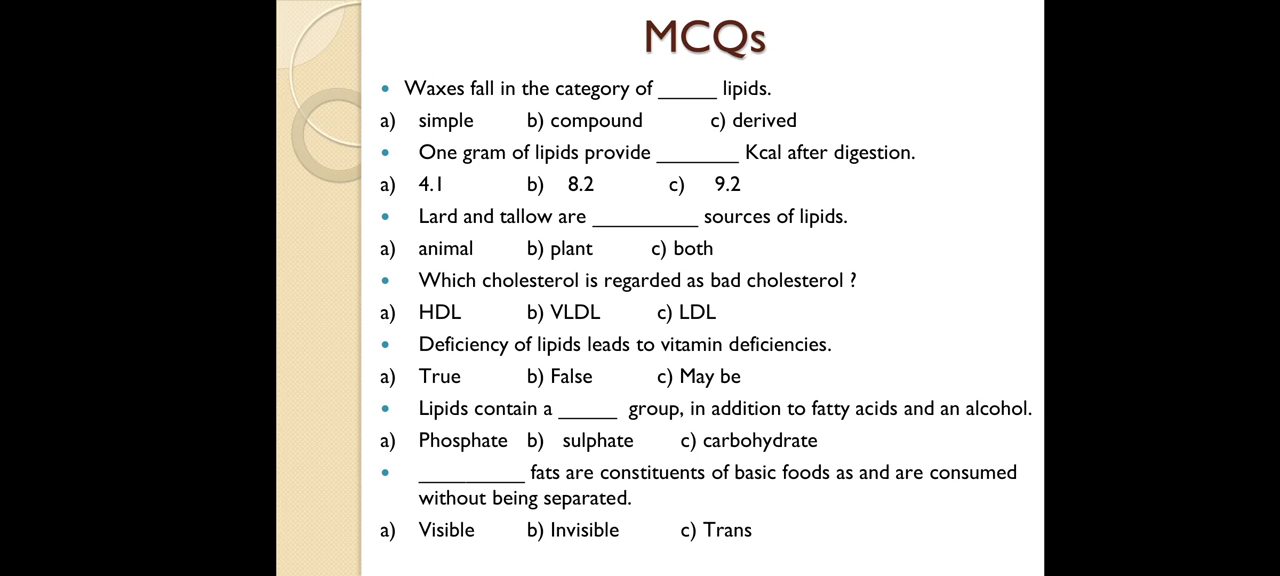 MCQs
• Waxes fall in the category of ______ lipids.
a) simple b) compound c) derived
• One gram of lipids provide ________ Kcal after digestion.
a) 4.1 b) 8.2 c) 9.2
• Lard and tallow are __________ sources of lipids.
a) animal b) plant c) both
• Which cholesterol is regarded as bad cholesterol ?
a) HDL b) VLDL c) LDL
• Deficiency of lipids leads to vitamin deficiencies.
a) True b) False c) May be
• Lipids contain a ______ group, in addition to fatty acids and an alcohol.
a) Phosphate b) sulphate c) carbohydrate
• __________ fats are constituents of basic foods as and are consumed
without being separated.
a) Visible b) Invisible c) Trans